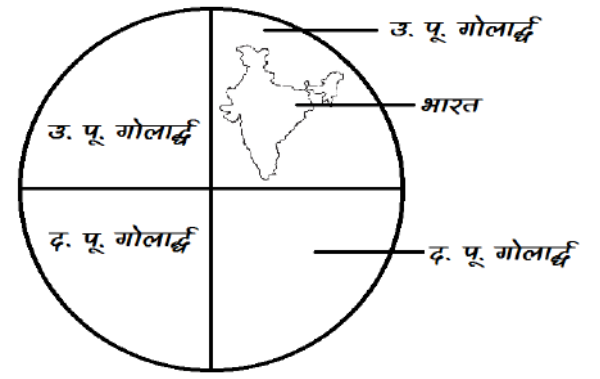 उ. पू. गोलार्द्ध
भारत
उ. पू. गोलार्द्ध
द. पू. गोलार्द्ध
द. पू. गोलार्द्ध